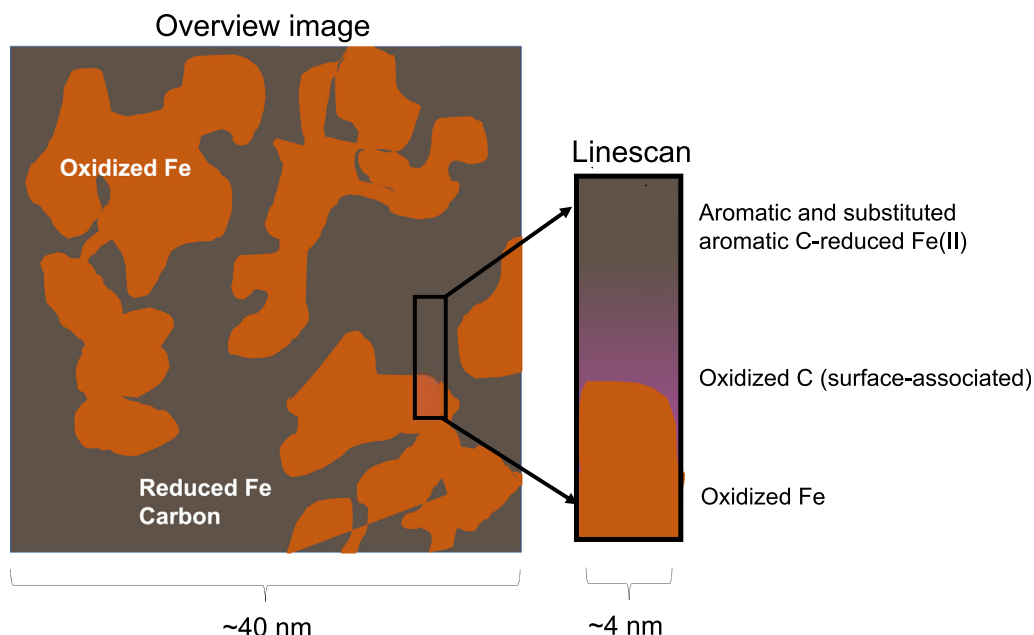 Overview image
Oxidized Fe
Reduced Fe
Carbon
~40 nm
Linescan
Aromatic and substituted
aromatic C-reduced Fe(II)
Oxidized C (surface-associated)
Oxidized Fe
~4 nm